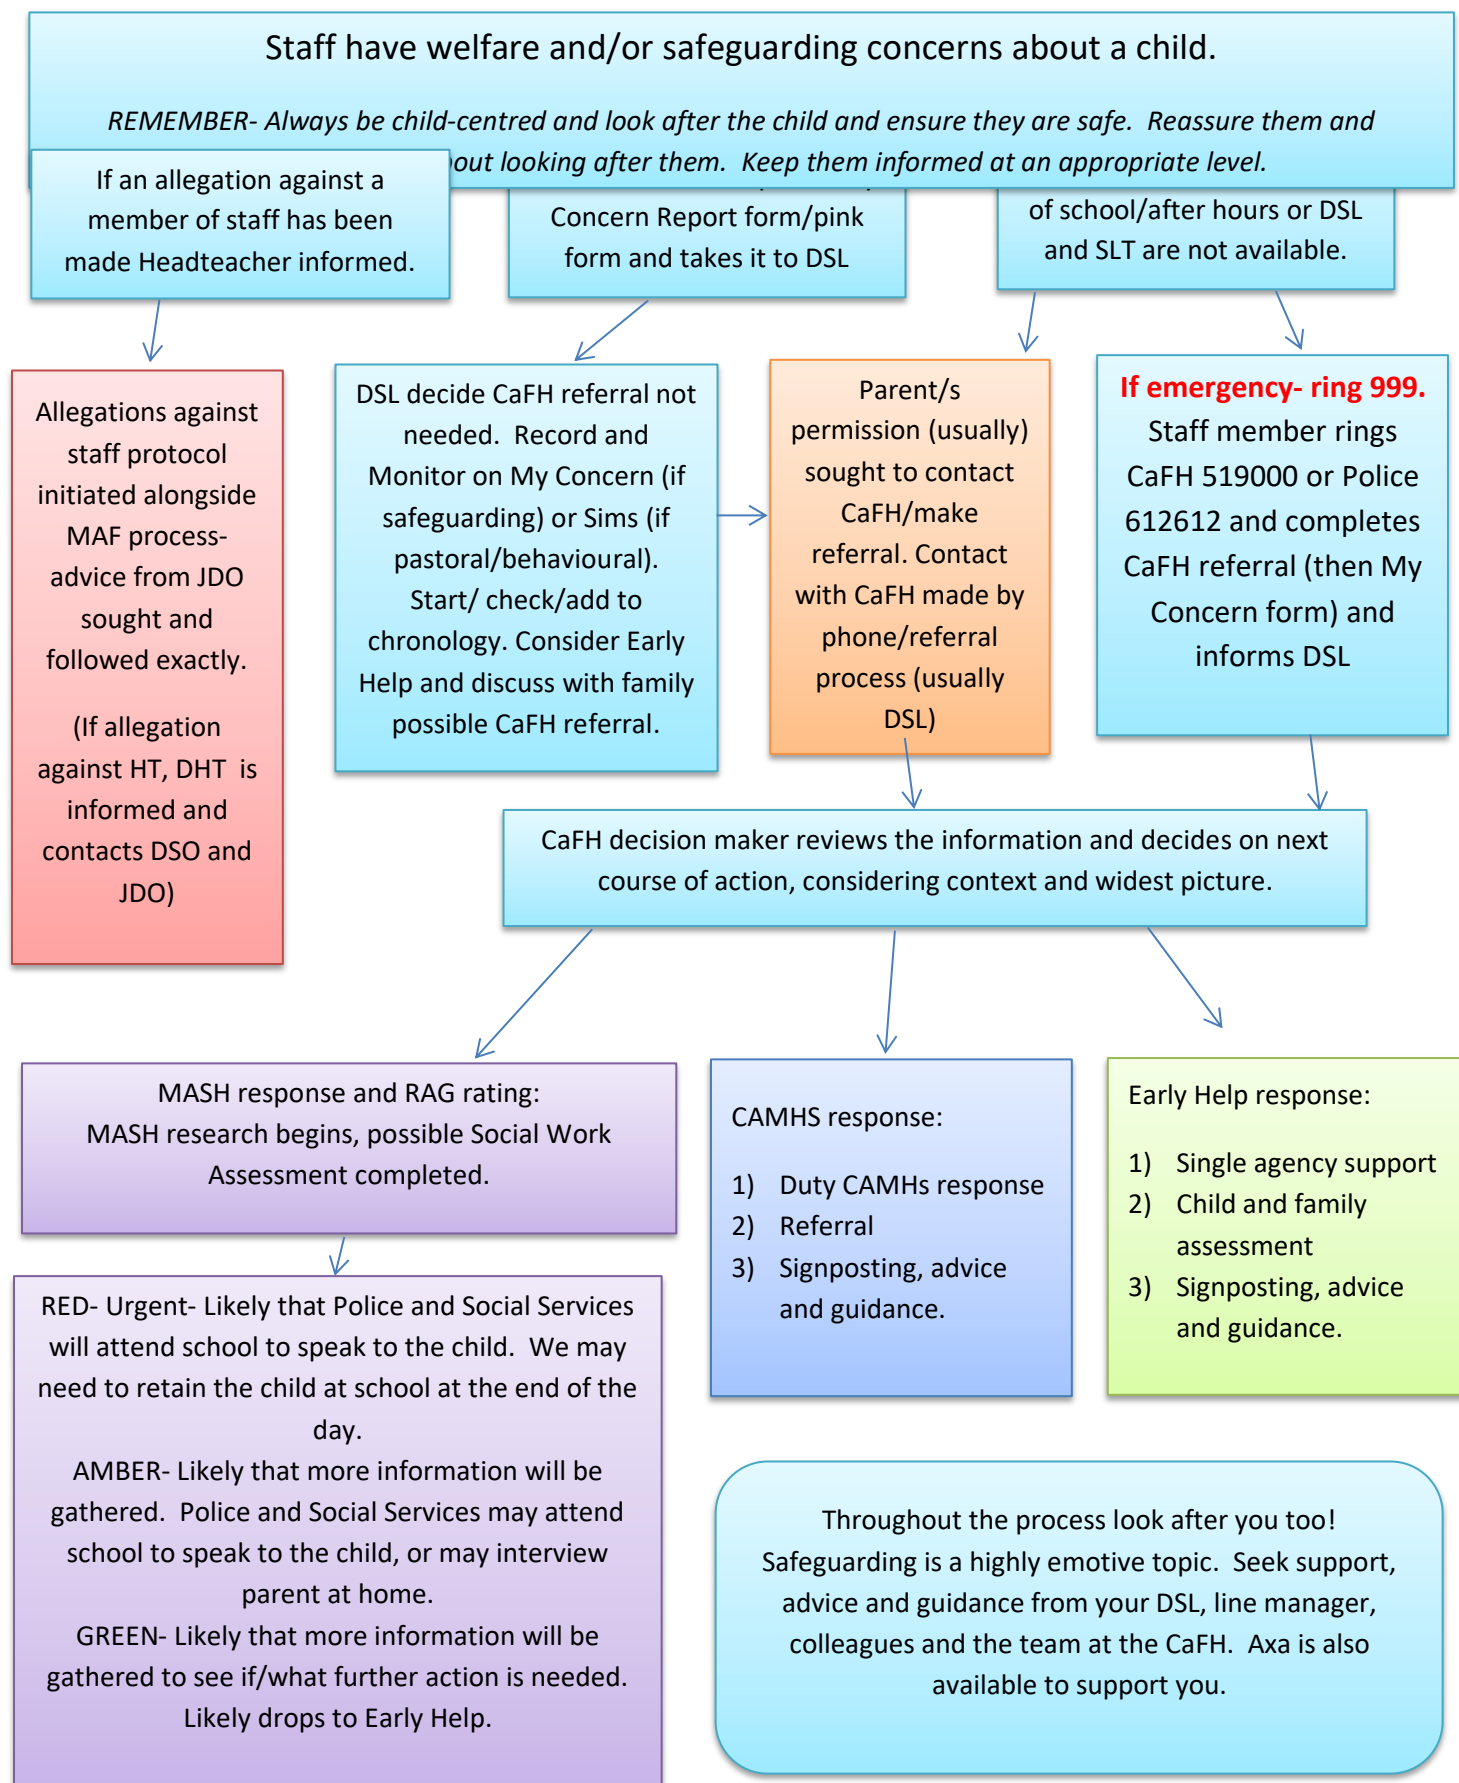 Staff have welfare and/or safeguarding concerns about a child.
REMEMBER- Always be child-centred and look after the child and ensure they are safe.  Reassure them and
out looking after them.  Keep them informed at an appropriate level.
If an allegation against a
member of staff has been
made Headteacher informed.
Concern Report form/pink
form and takes it to DSL
of school/after hours or DSL
and SLT are not available.
Allegations against
staff protocol
initiated alongside
MAF process-
advice from JDO
sought and
followed exactly.
(If allegation
against HT, DHT  is
informed and
contacts DSO and
JDO)
DSL decide CaFH referral not
needed.  Record and
Monitor on My Concern (if
safeguarding) or Sims (if
pastoral/behavioural).
Start/ check/add to
chronology. Consider Early
Help and discuss with family
possible CaFH referral.
Parent/s
permission (usually)
sought to contact
CaFH/make
referral. Contact
with CaFH made by
phone/referral
process (usually
DSL)
If emergency- ring 999.
Staff member rings
CaFH 519000 or Police
612612 and completes
CaFH referral (then My
Concern form) and
informs DSL
CaFH decision maker reviews the information and decides on next
course of action, considering context and widest picture.
MASH response and RAG rating:
MASH research begins, possible Social Work
Assessment completed.
CAMHS response:
1) Duty CAMHs response
2) Referral
3) Signposting, advice
and guidance.
Early Help response:
1) Single agency support
2) Child and family
assessment
3) Signposting, advice
and guidance.
RED- Urgent- Likely that Police and Social Services
will attend school to speak to the child.  We may
need to retain the child at school at the end of the
day.
AMBER- Likely that more information will be
gathered.  Police and Social Services may attend
school to speak to the child, or may interview
parent at home.
GREEN- Likely that more information will be
gathered to see if/what further action is needed.
Likely drops to Early Help.
Throughout the process look after you too!
Safeguarding is a highly emotive topic.  Seek support,
advice and guidance from your DSL, line manager,
colleagues and the team at the CaFH.  Axa is also
available to support you.